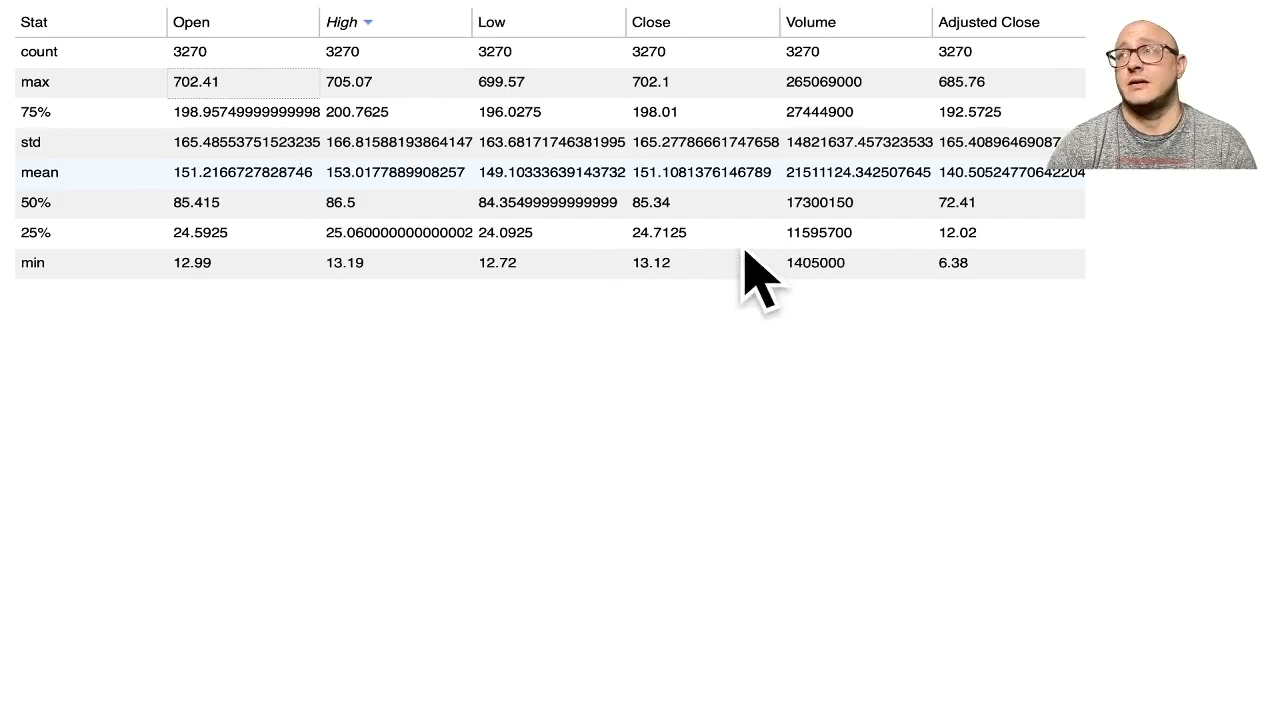 Stat Open High Low Close Volume Adjusted Close
count 3270 3270 3270 3270 3270 3270
max 702.41 705.07 699.57 702.1 265069000 685.76
75% 198.95749999999998 200.7625 196.0275 198.01 27444900 192.5725
std 165.48553751523235 166.81588193864147 163.68171746381995 165.27786661747658 14821637.457323533 165.40896469087
mean 151.2166727828746 153.0177889908257 149.10333639143732 151.1081376146789 21511124.342507645 140.50524770642204
50% 85.415 86.5 84.35499999999999 85.34 17300150 72.41
25% 24.5925 25.060000000000002 24.0925 24.7125 11595700 12.02
min 12.99 13.19 12.72 13.12 1405000 6.38